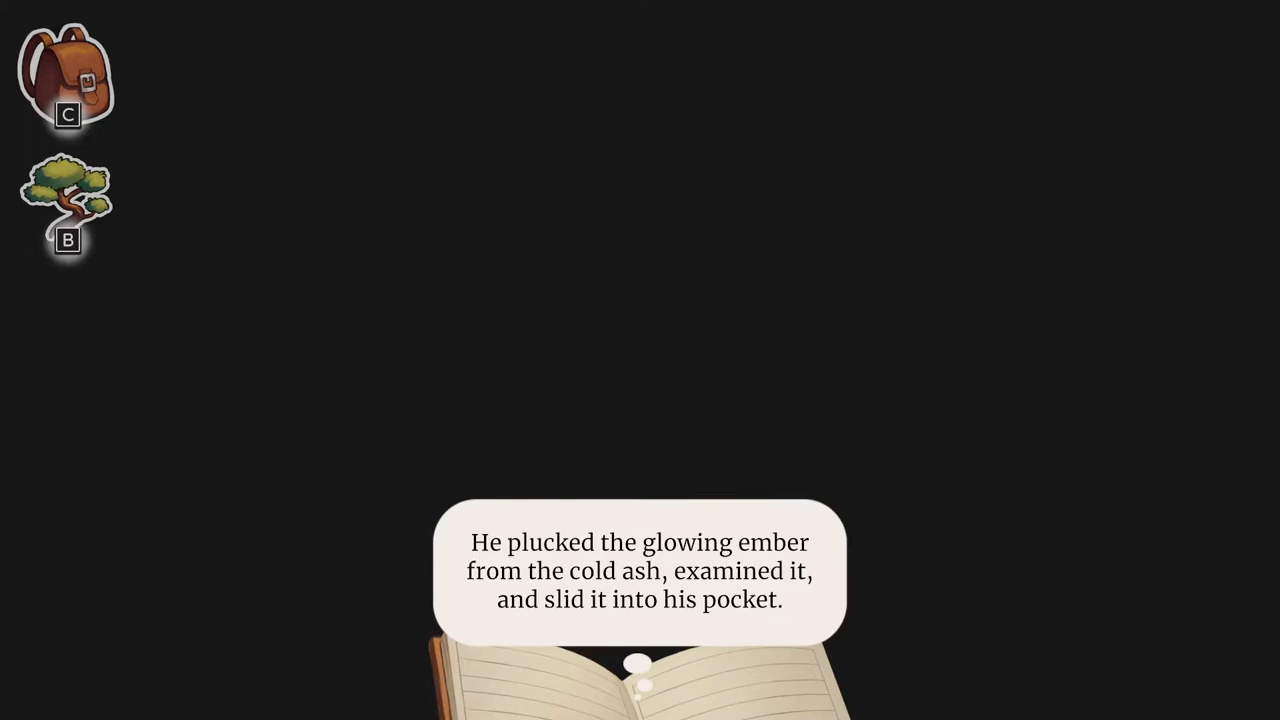 C
B
He plucked the glowing ember
from the cold ash, examined it,
and slid it into his pocket.